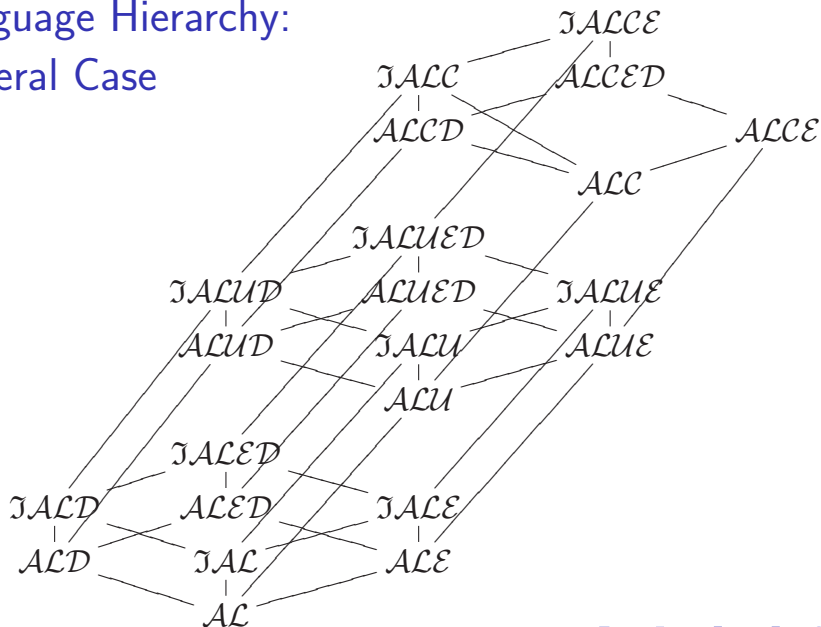 guage Hierarchy:
eral Case
ℑALCE
ℑALC
ALCED
ALCD
ALCE
ALC
ℑALUED
ℑALUD
ALUED
ℑALUE
ALUD
ℑALU
ALUE
ALU
ℑALED
ℑALD
ALED
ℑALE
ALD
ℑAL
ALE
AL